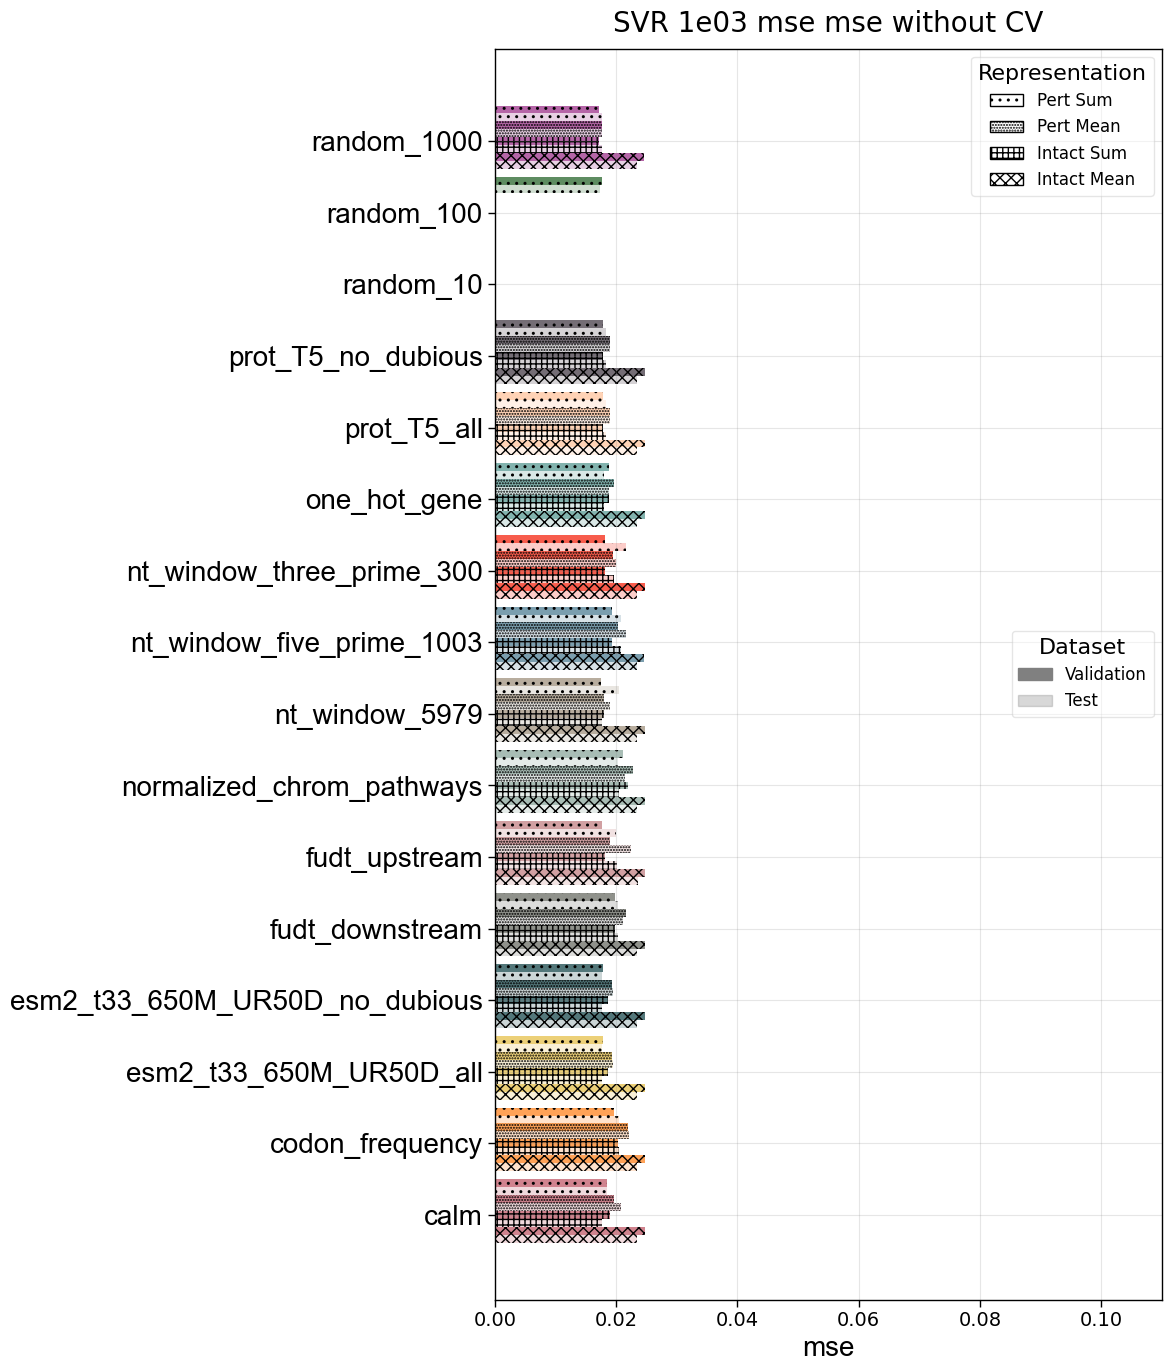 SVR 1e03 mse mse without CV
Representation
Pert Sum
Pert Mean
Intact Sum
Intact Mean
random_1000
random_100
random_10
prot_T5_no_dubious
prot_T5_all
one_hot_gene
nt_window_three_prime_300
nt_window_five_prime_1003
Dataset
Validation
Test
nt_window_5979
normalized_chrom_pathways
fudt_upstream
fudt_downstream
esm2_t33_650M_UR50D_no_dubious
esm2_t33_650M_UR50D_all
codon_frequency
calm
0.00 0.02 0.04 0.06 0.08 0.10
mse